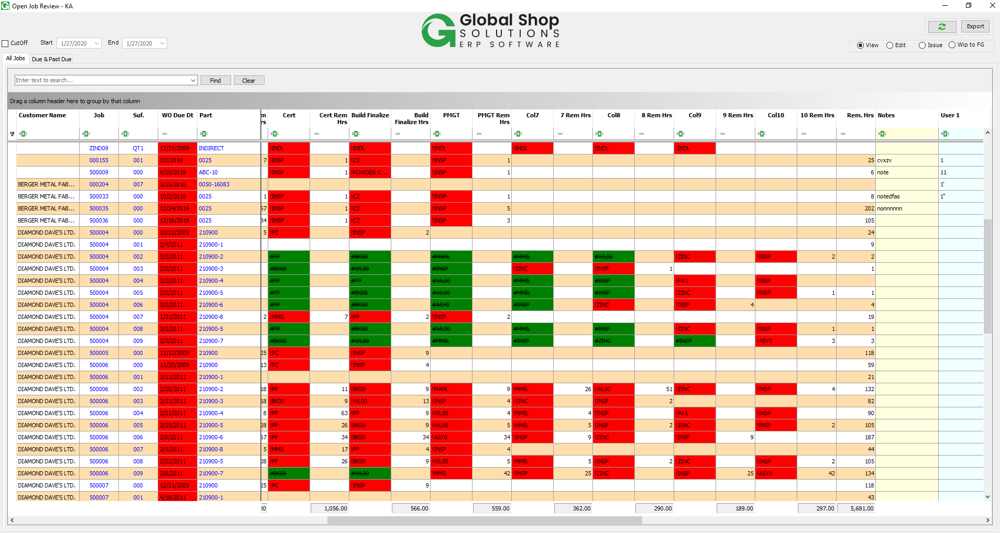 Open Job Review - KA
Global Shop
SOLUTIONS
ERP SOFTWARE
Export
CutOff Start 1/27/2020 End 1/27/2020
View Edit Issue Wip to FG
All Jobs Due & Past Due
Enter text to search... Find Clear
Drag a column header here to group by that column
Customer Name Job Suf. WO Due Dt Part Cert Cert Rem Hrs Build Finalize Build Finalize Hrs PMGT PMGT Rem Hrs Col7 7 Rem Hrs Col8 8 Rem Hrs Col9 9 Rem Hrs Col10 10 Rem Hrs Rem. Hrs Notes User 1
ZIND09 QT1 12/31/2009 INDIRECT !INDL !INDL !INDL !INDL !INDL !INDL
000155 001 2/2/2010 0025 7 !INSP 1 !CZ !INSP 1 25 cvxzv 1
500009 000 9/25/2019 ABC-10 !INSP 1 !POWDER C... !INSP 1 6 note 11
BERGER METAL FAB... 000204 007 3/25/2010 0050-16083 1'
BERGER METAL FAB... 500033 000 10/2/2019 0025 1 !INSP 1 !CZ !INSP 1 8 notedfas 1"
BERGER METAL FAB... 500035 000 12/24/2019 0025 57 !INSP 1 !CZ !INSP 5 202 nonnnnnn
BERGER METAL FAB... 500036 000 12/16/2019 0025 34 !INSP 1 !CZ !INSP 3 105
DIAMOND DAVE'S LTD. 500004 000 10/22/2009 210900 5 !PC !INSP 2 24
DIAMOND DAVE'S LTD. 500004 001 2/4/2011 210900-1 9
DIAMOND DAVE'S LTD. 500004 002 2/2/2011 210900-2 #PP #BK00 #MANL #MMIL #WL00 !ZINC !INSP 2 2
DIAMOND DAVE'S LTD. 500004 003 2/2/2011 210900-3 #BK00 #WL00 #INSP !ZINC !INSP 1 1
DIAMOND DAVE'S LTD. 500004 004 2/2/2011 210900-4 #PP #PP #WL00 #MMIL #INSP !PA1 !INSP
DIAMOND DAVE'S LTD. 500004 005 2/2/2011 210900-5 #PP #BK00 #WL00 #MMIL #INSP !ZINC !INSP 1 1
DIAMOND DAVE'S LTD. 500004 006 2/2/2011 210900-6 #PP #BK00 #ASY0 #INSP !ZINC !INSP 4 4
DIAMOND DAVE'S LTD. 500004 007 1/31/2011 210900-8 2 !MMIL 7 !PP 2 !INSP 2 19
DIAMOND DAVE'S LTD. 500004 008 2/2/2011 210900-5 #PP #BK00 #WL00 #MMIL #INSP !ZINC !INSP 1 1
DIAMOND DAVE'S LTD. 500004 009 2/3/2011 210900-7 #BK00 #WL00 #MMIL #INSP #ZINC #INSP !ASY0 3 3
DIAMOND DAVE'S LTD. 500005 000 11/12/2009 210900 25 !PC !INSP 9 118
DIAMOND DAVE'S LTD. 500006 000 11/30/2009 210900 13 !PC !INSP 4 59
DIAMOND DAVE'S LTD. 500006 001 3/11/2011 210900-1 21
DIAMOND DAVE'S LTD. 500006 002 2/28/2011 210900-2 18 !PP 11 !BK00 9 !MANL 9 !MMIL 26 !WL00 51 !ZINC !INSP 4 132
DIAMOND DAVE'S LTD. 500006 003 2/21/2011 210900-3 18 !BK00 9 !WL00 13 !INSP 4 !ZINC !INSP 2 82
DIAMOND DAVE'S LTD. 500006 004 2/21/2011 210900-4 8 !PP 63 !PP 9 !WL00 4 !MMIL 4 !INSP !PA1 !INSP 90
DIAMOND DAVE'S LTD. 500006 005 2/25/2011 210900-5 28 !PP 26 !BK00 9 !WL00 5 !MMIL 5 !INSP 2 !ZINC !INSP 2 105
DIAMOND DAVE'S LTD. 500006 006 3/8/2011 210900-6 57 !PP 34 !BK00 34 !ASY0 34 !INSP 9 !ZINC !INSP 9 187
DIAMOND DAVE'S LTD. 500006 007 2/3/2011 210900-8 5 !MMIL 17 !PP 4 !INSP 4 44
DIAMOND DAVE'S LTD. 500006 008 2/22/2011 210900-5 28 !PP 26 !BK00 9 !WL00 5 !MMIL 5 !INSP 2 !ZINC !INSP 2 105
DIAMOND DAVE'S LTD. 500006 009 3/8/2011 210900-7 #BK00 #WL00 !MMIL 42 !INSP 25 !ZINC !INSP 25 !ASY0 42 134
DIAMOND DAVE'S LTD. 500007 000 12/31/2009 210900 25 !PC !INSP 9 118
DIAMOND DAVE'S LTD. 500007 001 4/18/2011 210900-1 43
1,056.00 566.00 559.00 362.00 290.00 189.00 297.00 5,681.00